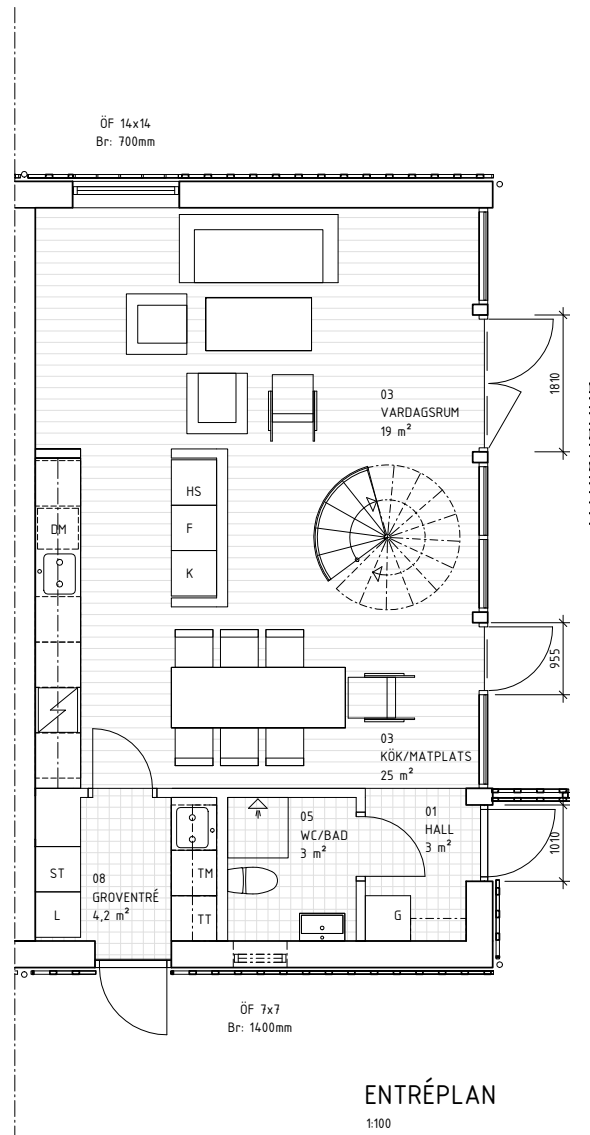 ÖF 14x14
Br: 700mm
03
VARDAGSRUM
19 m²
1810
HS
F
K
DM
955
03
KÖK/MATPLATS
25 m²
05
WC/BAD
3 m²
01
HALL
3 m²
1010
ST
L
08
GROVENTRÉ
4,2 m²
TM
TT
G
ÖF 7x7
Br: 1400mm
ENTRÉPLAN
1:100